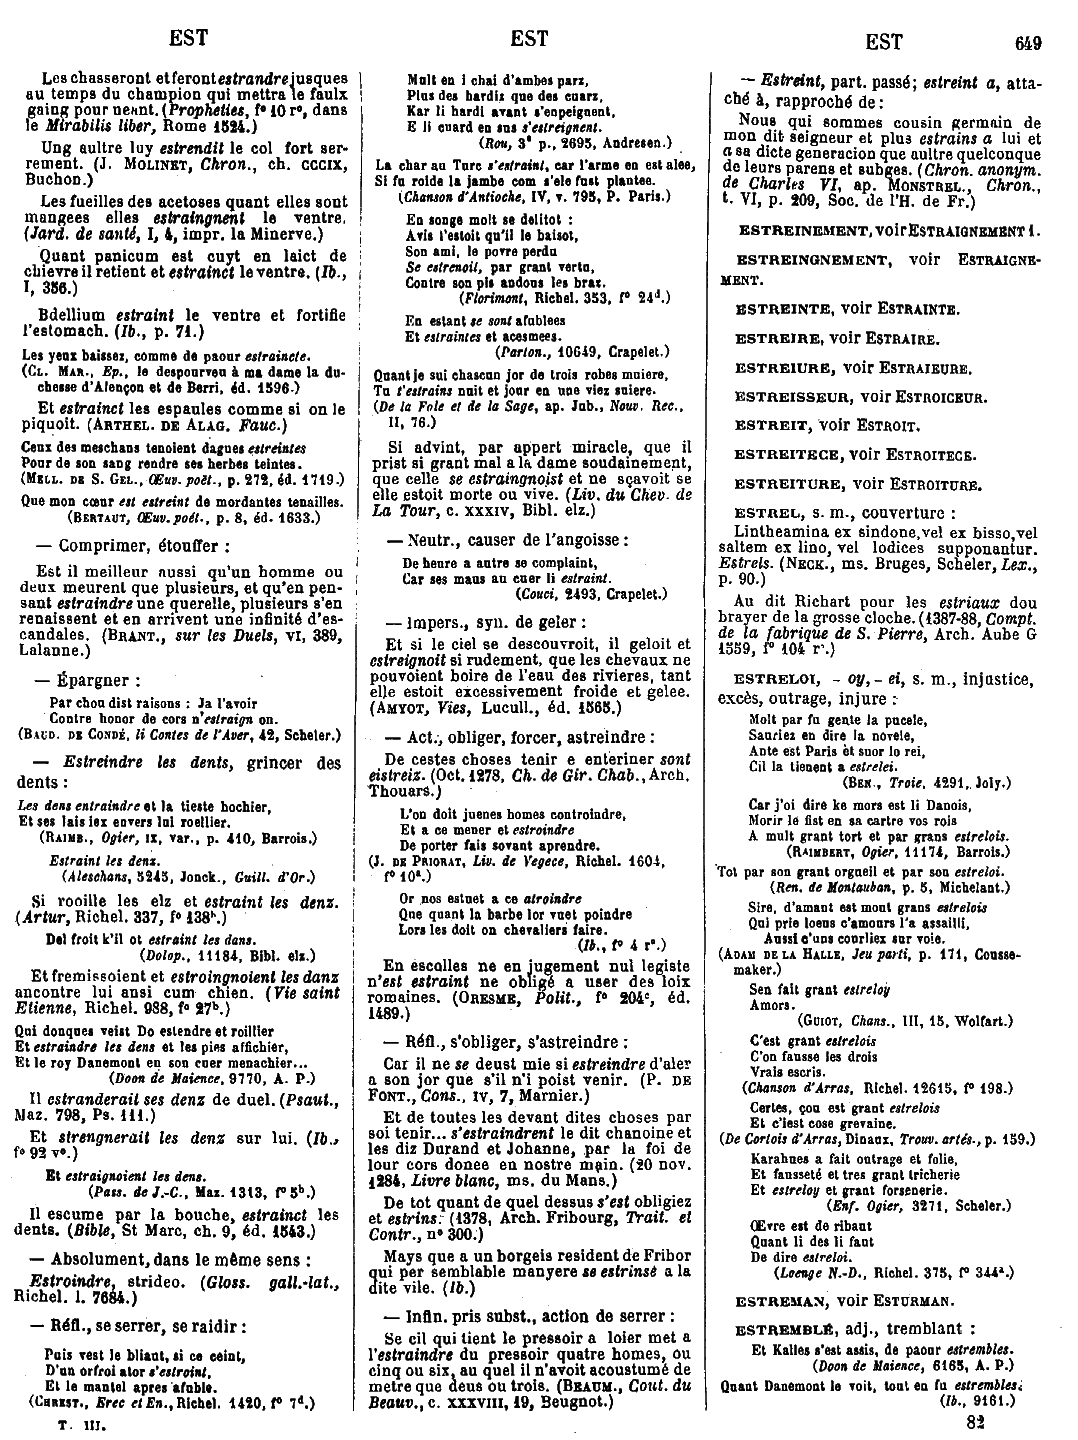 EST
EST
EST 649
Les chasseront et feront estrandre jusques
au temps du champion qui mettra le faulx
gaing pour neant. (Propheties, f° 10 r°, dans
le Mirabilis liber, Rome 1524.)
Ung aultre luy estrendit le col fort ser-
rement. (J. MOLINET, Chron., ch. CCCIX,
Buchon.)
Les fueilles des acetoses quant elles sont
mangees elles estraingnent le ventre.
(Jard. de santé, I, 4, impr. la Minerve.)
Quant panicum est cuyt en laict de
chievre il retient et estrainct le ventre. (Ib.,
I, 356.)
Bdellium estraint le ventre et fortifie
l'estomach. (Ib., p. 71.)
Les yeux baissez, comme de paour estraincte.
(CL. MAR., Ep., le despourveu à ma dame la du-
chesse d'Alençon et de Berri, éd. 1596.)
Et estrainct les espaules comme si on le
piquoit. (ARTHEL. DE ALAG. Fauc.)
Ceux des meschans tenoient dagues estreintes
Pour de son sang rendre ses herbes teintes.
(MELL. DE S. GEL., Œuv. poët., p. 272, éd. 1719.)
Que mon cœur est estreint de mordantes tenailles.
(BERTAUT, Œuv. poét., p. 8, éd. 1633.)
— Comprimer, étouffer :
Est il meilleur aussi qu'un homme ou
deux meurent que plusieurs, et qu'en pen-
sant estraindre une querelle, plusieurs s'en
renaissent et en arrivent une infinité d'es-
candales. (BRANT., sur les Duels, VI, 389,
Lalanne.)
— Épargner :
Par chou dist raisons : Ja l'avoir
Contre honor de cors n'estraign on.
(BAUD. DE CONDÉ, li Contes de l'Aver, 42, Scheler.)
— Estreindre les dents, grincer des
dents :
Les dens entraindre et la tieste hochier,
Et ses lais iex envers lui roellier.
(RAIMB., Ogier, IX, var., p. 410, Barrois.)
Estraint les denz.
(Aleschans, 5245, Jonck., Guill. d'Or.)
Si rooille les elz et estraint les denz.
(Artur, Richel. 337, f° 138b.)
Del froit k'il ot estraint les dans.
(Dolop., 11184, Bibl. elz.)
Et fremissoient et estroingnoient les danz
ancontre lui ansi cum chien. (Vie saint
Etienne, Richel. 988, f° 27b.)
Qui donques veist Do estendre et roillier
Et estraindre les dens et les pies affichier,
Et le roy Danemont en son cuer menachier...
(Doon de Maience, 9770, A. P.)
Il estranderait ses denz de duel. (Psaut.,
Maz. 798, Ps. III.)
Et strengnerait les denz sur lui. (Ib.,
f° 92 v°.)
Et estraignoient les dens.
(Pass. de J.-C., Maz. 1313, f° 5b.)
Il escume par la bouche, estrainct les
dents. (Bible, St Marc, ch. 9, éd. 1543.)
— Absolument, dans le même sens :
Estroindre, strideo. (Gloss. gall.-lat.,
Richel. l. 7684.)
— Réfl., se serrer, se raidir :
Puis vest le bliaut, si ce ceint,
D'un orfroi ator s'estroint,
Et le mantel apres afuble.
(CHREST., Erec et En., Richel. 1420, f° 7d.)
T. III.
Mult en i chai d'ambes parz,
Plus des hardiz que des cuarz,
Kar li hardi avant s'enpeignent,
E li cuard en sus s'estreignent.
(Rou, 3e p., 2695, Andresen.)
La char au Turc s'estraint, car l'arme en est alee,
Si fu roide la jambe com s'ele fust plantee.
(Chanson d'Antioche, IV, v. 795, P. Paris.)
En songe molt se delitot :
Avis l'estoit qu'il le baisot,
Son ami, le povre perdu
Se estrenoil, par grant vertu,
Contre son pis andous les braz.
(Florimont, Richel. 353, f° 24d.)
En estant se sont afublees
Et estraintes et acesmees.
(Parton., 10649, Crapelet.)
Quant je sui chascun jor de trois robes muiere,
Tu t'estrains nuit et jour en une viez suiere.
(De la Fole et de la Sage, ap. Jub., Nouv. Rec.,
II, 76.)
Si advint, par appert miracle, que il
prist si grant mal a la dame soudainement,
que celle se estraingnoist et ne sçavoit se
elle estoit morte ou vive. (Liv. du Chev. de
La Tour, c. XXXIV, Bibl. elz.)
— Neutr., causer de l'angoisse :
De heure a autre se complaint,
Car ses maus au cuer li estraint.
(Couci, 2493, Crapelet.)
— Impers., syn. de geler :
Et si le ciel se descouvroit, il geloit et
estreignoit si rudement, que les chevaux ne
pouvoient boire de l'eau des rivieres, tant
elle estoit excessivement froide et gelee.
(AMYOT, Vies, Lucull., éd. 1565.)
— Act., obliger, forcer, astreindre :
De cestes choses tenir e enteriner sont
eistreiz. (Oct. 1278, Ch. de Gir. Chab., Arch.
Thouars.)
L'on doit juenes homes controindre,
Et a ce mener et estroindre
De porter fais sovant aprendre.
(J. DE PRIORAT, Liv. de Vegece, Richel. 1604,
f° 10a.)
Or nos estuet a ce atroindre
Que quant la barbe lor vuet poindre
Lors les doit on chevaliers faire.
(Ib., f° 4 r°.)
En escolles ne en jugement nul legiste
n'est estraint ne obligé a user des loix
romaines. (ORESME, Polit., f° 204c, éd.
1489.)
— Réfl., s'obliger, s'astreindre :
Car il ne se deust mie si estreindre d'aler
a son jor que s'il n'i poist venir. (P. DE
FONT., Cons., IV, 7, Marnier.)
Et de toutes les devant dites choses par
soi tenir... s'estraindrent le dit chanoine et
les diz Durand et Johanne, par la foi de
lour cors donee en nostre main. (20 nov.
1284, Livre blanc, ms. du Mans.)
De tot quant de quel dessus s'est obligiez
et estrins. (1378, Arch. Fribourg, Trait. et
Contr., n° 300.)
Mays que a un borgeis resident de Fribor
qui per semblable manyere se estrinsé a la
dite vile. (Ib.)
— Infin. pris subst., action de serrer :
Se cil qui tient le pressoir a loier met a
l'estraindre du pressoir quatre homes, ou
cinq ou six, au quel il n'avoit acoustumé de
metre que deus ou trois. (BEAUM., Cout. du
Beauv., c. XXXVIII, 19, Beugnot.)
— Estreint, part. passé; estreint a, atta-
ché à, rapproché de :
Nous qui sommes cousin germain de
mon dit seigneur et plus estrains a lui et
a sa dicte generacion que aultre quelconque
de leurs parens et subges. (Chron. anonym.
de Charles VI, ap. MONSTREL., Chron.,
t. VI, p. 209, Soc. de l'H. de Fr.)
ESTREINEMENT, voir ESTRAIGNEMENT 1.
ESTREINGNEMENT, voir ESTRAIGNE-
MENT.
ESTREINTE, voir ESTRAINTE.
ESTREIRE, voir ESTRAIRE.
ESTREIURE, voir ESTRAIEURE.
ESTREISSEUR, voir ESTROICEUR.
ESTREIT, voir ESTROIT.
ESTREITECE, voir ESTROITECE.
ESTREITURE, voir ESTROITURE.
ESTREL, s. m., couverture :
Lintheamina ex sindone, vel ex bisso, vel
saltem ex lino, vel lodices supponantur.
Estrels. (NECK., ms. Bruges, Scheler, Lex.,
p. 90.)
Au dit Richart pour les estriaux dou
brayer de la grosse cloche. (1387-88, Compt.
de la fabrique de S. Pierre, Arch. Aube G
1559, f° 104 r°.)
ESTRELOI, - oy, - ei, s. m., injustice,
excès, outrage, injure :
Molt par fu gente la pucele,
Sauriez en dire la novele,
Ante est Paris et suor lo rei,
Cil la tienent a estrelei.
(BEN., Troie, 4291, Joly.)
Car j'oi dire ke mors est li Danois,
Morir le fist en sa cartre vos rois
A mult grant tort et par grans estrelois.
(RAIMBERT, Ogier, 11174, Barrois.)
Tot par son grant orgueil et par son estreloi.
(Ren. de Montauban, p. 5, Michelant.)
Sire, d'amant est mout grans estrelois
Qui prie loeus c'amours l'a assailli,
Aussi c'uns courliex sur voie.
(ADAM DE LA HALLE, Jeu parti, p. 171, Cousse-
maker.)
Sen fait grant estreloy
Amors.
(GUIOT, Chans., III, 15, Wolfart.)
C'est grant estrelois
C'on fausse les drois
Vrais escris.
(Chanson d'Arras, Richel. 12615, f° 198.)
Certes, çou est grant estrelois
Et c'iest cose grevaine.
(De Cortois d'Arras, Dinaux, Trouv. artés., p. 159.)
Karahues a fait outrage et folie,
Et fausseté et tres grant tricherie
Et estreloy et grant forsenerie.
(Enf. Ogier, 3271, Scheler.)
Œvre est de ribaut
Quant li des li faut
De dire estreloi.
(Loenge N.-D., Richel. 375, f° 344a.)
ESTREMAN, voir ESTURMAN.
ESTREMBLÉ, adj., tremblant :
Et Kalles s'est assis, de paour estrembles.
(Doon de Maience, 6165, A. P.)
Quant Danemont le voit, tout en fu estrembles.
(Ib., 9161.)
82